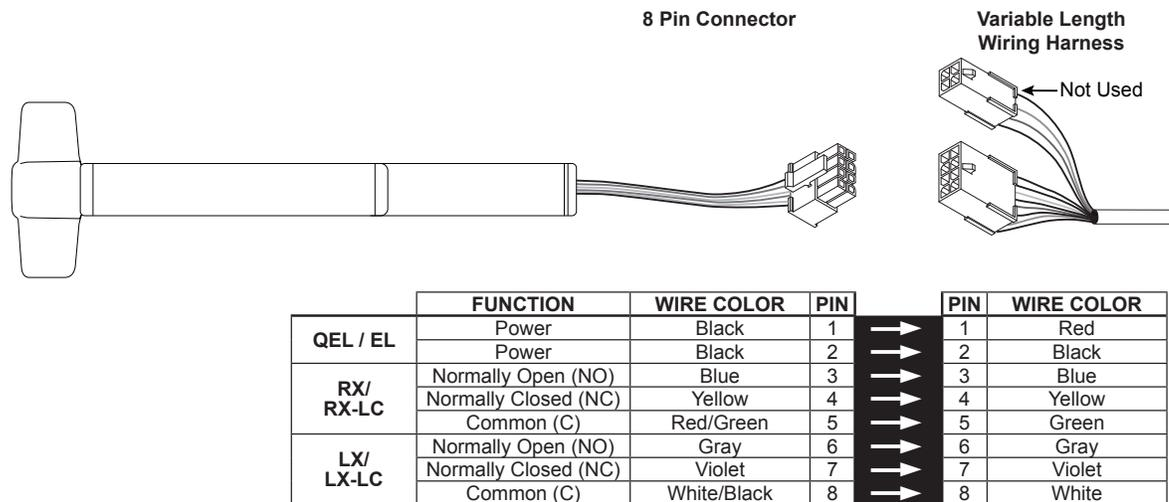 8 Pin Connector
Variable Length
Wiring Harness
Not Used
FUNCTION WIRE COLOR PIN PIN WIRE COLOR
QEL / EL Power Black 1 1 Red
Power Black 2 2 Black
RX/
RX-LC
Normally Open (NO) Blue 3 3 Blue
Normally Closed (NC) Yellow 4 4 Yellow
Common (C) Red/Green 5 5 Green
LX/
LX-LC
Normally Open (NO) Gray 6 6 Gray
Normally Closed (NC) Violet 7 7 Violet
Common (C) White/Black 8 8 White